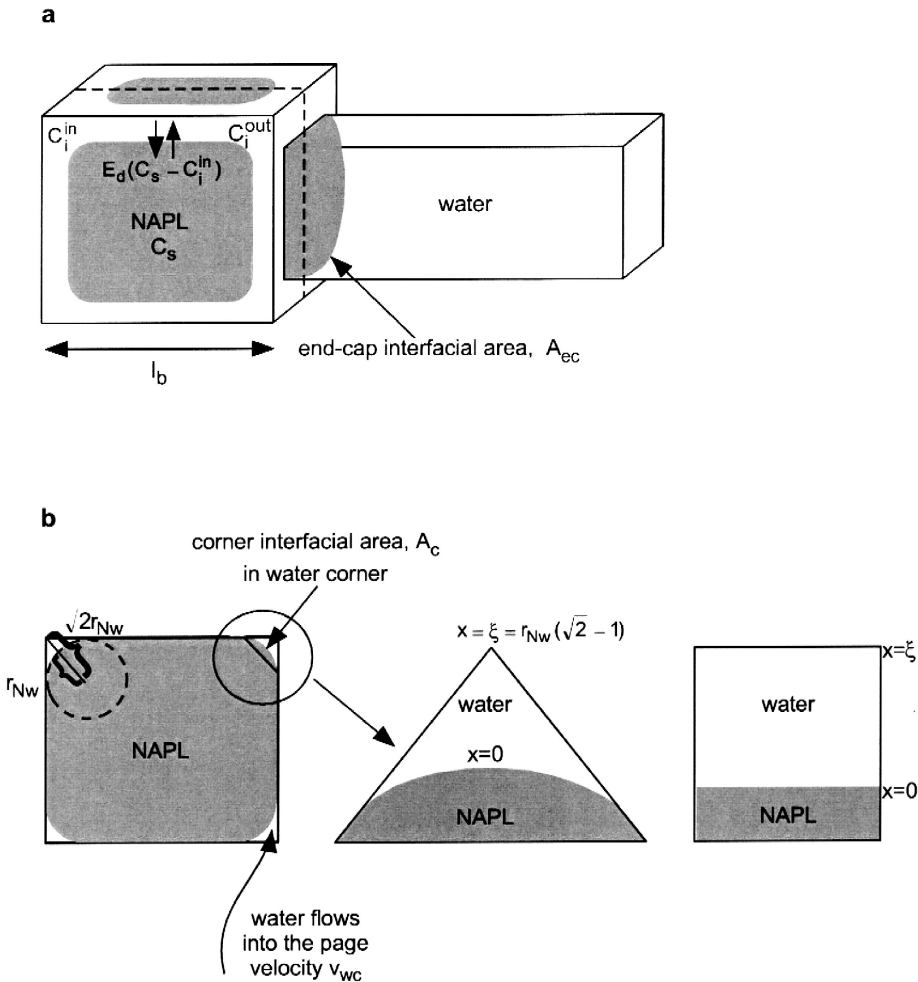 a
C_i^in
C_i^out
E_d(C_s – C_i^in)
NAPL
C_s
water
end-cap interfacial area, A_ec
l_b
b
corner interfacial area, A_c
in water corner
√2r_Nw
r_Nw
NAPL
x = ξ = r_Nw(√2 – 1)
water
x=0
NAPL
x=ξ
water
x=0
NAPL
water flows
into the page
velocity v_wc